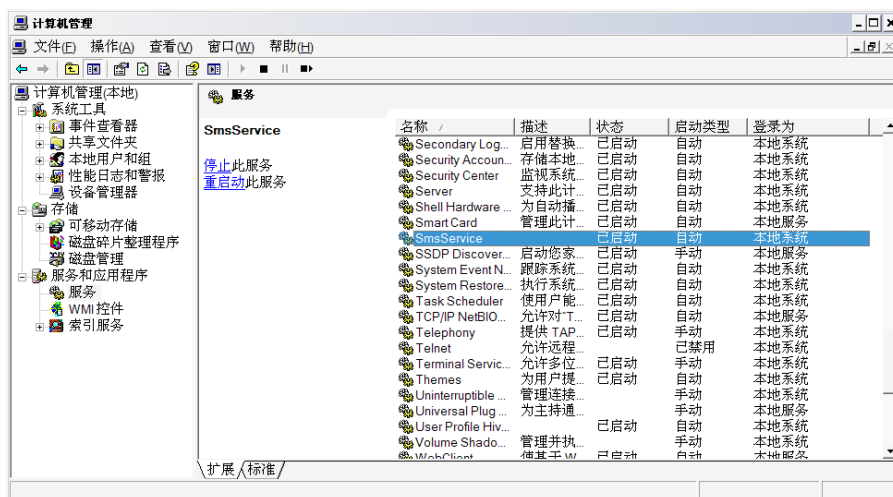 计算机管理
文件(F) 操作(A) 查看(V) 窗口(W) 帮助(H)
计算机管理(本地)
系统工具
事件查看器
共享文件夹
本地用户和组
性能日志和警报
设备管理器
存储
可移动存储
磁盘碎片整理程序
磁盘管理
服务和应用程序
服务
WMI 控件
索引服务
服务
SmsService
停止此服务
重启动此服务
名称 描述 状态 启动类型 登录为
Secondary Log... 启用替换... 已启动 自动 本地系统
Security Accoun... 存储本地... 已启动 自动 本地系统
Security Center 监视系统... 已启动 自动 本地系统
Server 支持此计... 已启动 自动 本地系统
Shell Hardware ... 为自动播... 已启动 自动 本地系统
Smart Card 管理此计... 已启动 自动 本地服务
SmsService 已启动 自动 本地系统
SSDP Discover... 启动您家... 已启动 手动 本地服务
System Event N... 跟踪系统... 已启动 自动 本地系统
System Restore... 执行系统... 已启动 自动 本地系统
Task Scheduler 使用户能... 已启动 自动 本地系统
TCP/IP NetBIO... 允许对“T... 已启动 自动 本地服务
Telephony 提供 TAP... 已启动 手动 本地系统
Telnet 允许远程... 已禁用 本地系统
Terminal Servic... 允许多位... 已启动 手动 本地系统
Themes 为用户提... 已启动 自动 本地系统
Uninterruptible ... 管理连接... 手动 本地服务
Universal Plug ... 为主持通... 手动 本地服务
User Profile Hiv... 已启动 自动 本地系统
Volume Shado... 管理并执... 手动 本地系统
WebClient 使基于 W... 已启动 自动 本地服务
扩展 标准